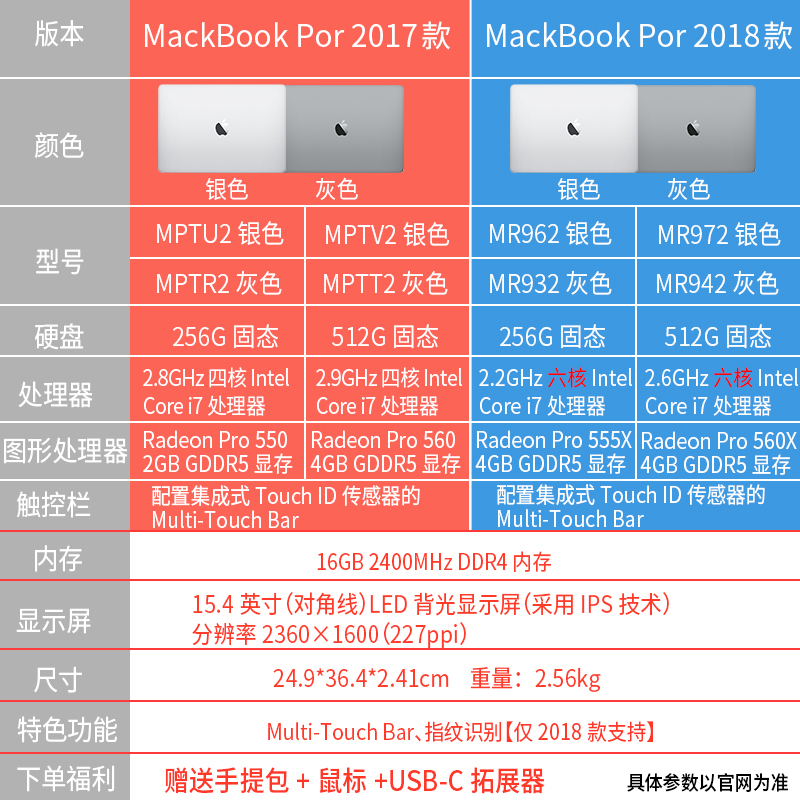 版本 MackBook Por 2017款 MackBook Por 2018款
颜色
银色 灰色 银色 灰色
型号
MPTU2 银色 MPTV2 银色 MR962 银色 MR972 银色
MPTR2 灰色 MPTT2 灰色 MR932 灰色 MR942 灰色
硬盘 256G 固态 512G 固态 256G 固态 512G 固态
处理器
2.8GHz 四核 Intel 2.9GHz 四核 Intel 2.2GHz 六核 Intel 2.6GHz 六核 Intel
Core i7 处理器 Core i7 处理器 Core i7 处理器 Core i7 处理器
图形处理器
Radeon Pro 550 Radeon Pro 560 Radeon Pro 555X Radeon Pro 560X
2GB GDDR5 显存 4GB GDDR5 显存 4GB GDDR5 显存 4GB GDDR5 显存
触控栏
配置集成式 Touch ID 传感器的 配置集成式 Touch ID 传感器的
Multi-Touch Bar Multi-Touch Bar
内存 16GB 2400MHz DDR4 内存
显示屏
15.4 英寸(对角线)LED 背光显示屏(采用 IPS 技术)
分辨率 2360×1600(227ppi)
尺寸 24.9*36.4*2.41cm 重量：2.56kg
特色功能 Multi-Touch Bar、指纹识别【仅 2018 款支持】
下单福利 赠送手提包 + 鼠标 +USB-C 拓展器 具体参数以官网为准